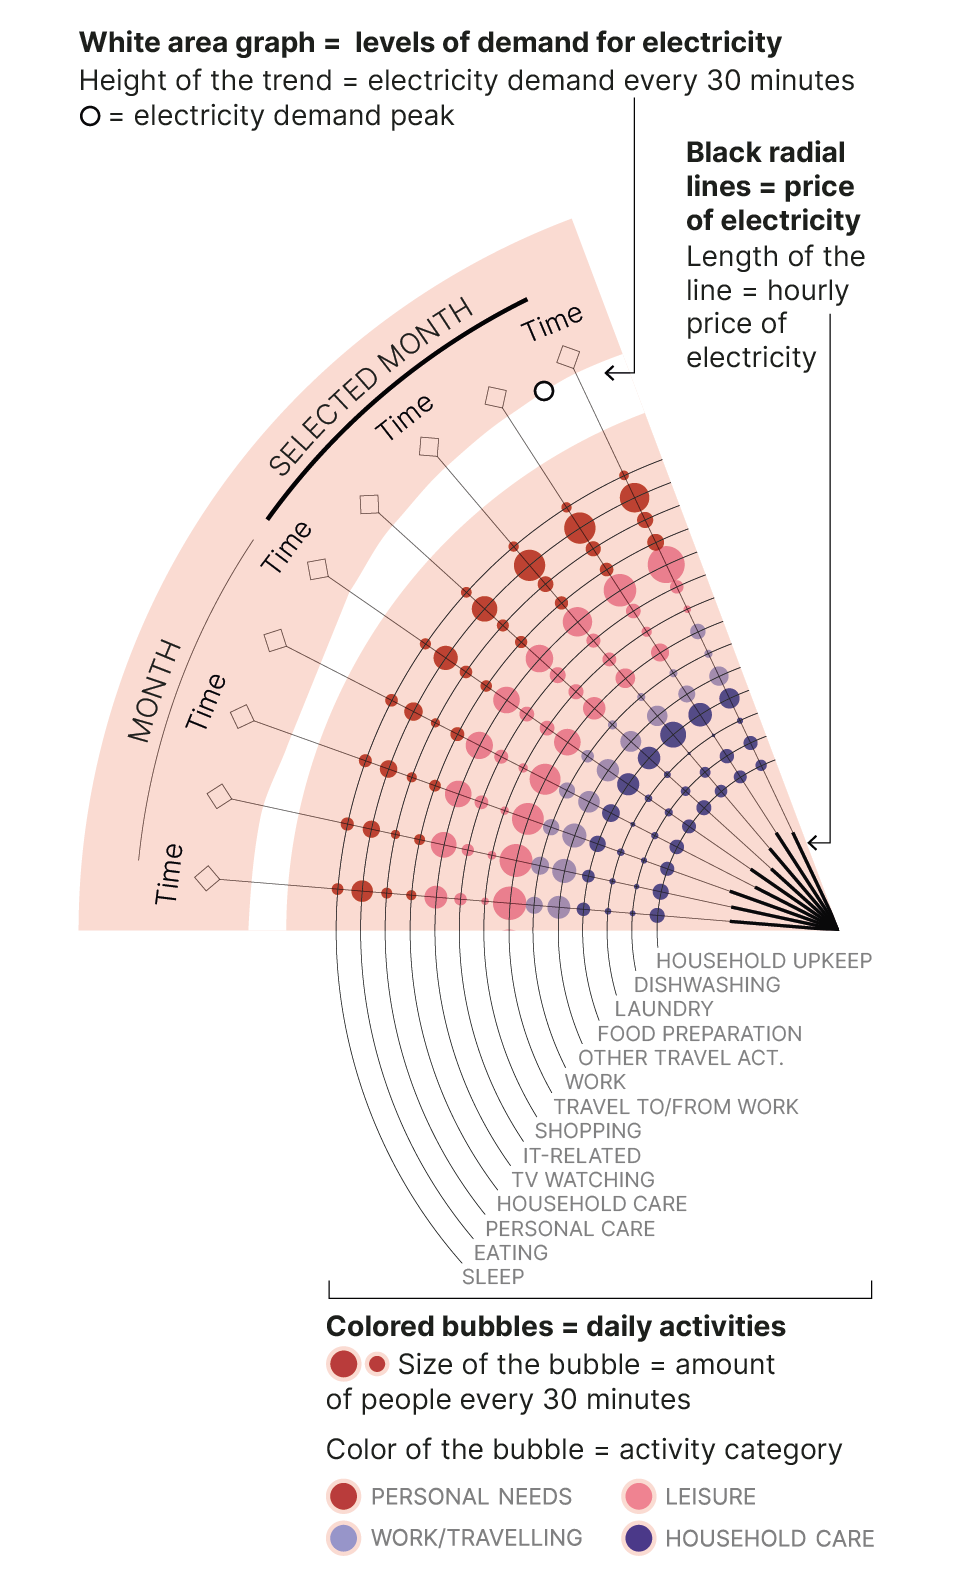 White area graph = levels of demand for electricity
Height of the trend = electricity demand every 30 minutes
O = electricity demand peak
Black radial
lines = price
of electricity
Length of the
line = hourly
price of
electricity
SELECTED MONTH
Time
Time
Time
MONTH
Time
Time
HOUSEHOLD UPKEEP
DISHWASHING
LAUNDRY
FOOD PREPARATION
OTHER TRAVEL ACT.
WORK
TRAVEL TO/FROM WORK
SHOPPING
IT-RELATED
TV WATCHING
HOUSEHOLD CARE
PERSONAL CARE
EATING
SLEEP
Colored bubbles = daily activities
Size of the bubble = amount
of people every 30 minutes
Color of the bubble = activity category
PERSONAL NEEDS
LEISURE
WORK/TRAVELLING
HOUSEHOLD CARE